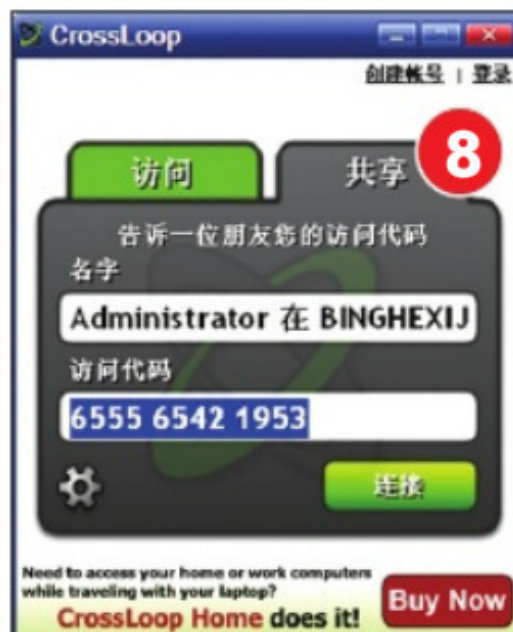 CrossLoop
创建帐号 | 登录
访问 共享 8
告诉一位朋友您的访问代码
名字
Administrator 在 BINGHEXIJ
访问代码
6555 6542 1953
连接
Need to access your home or work computers
while traveling with your laptop?
CrossLoop Home does it!
Buy Now